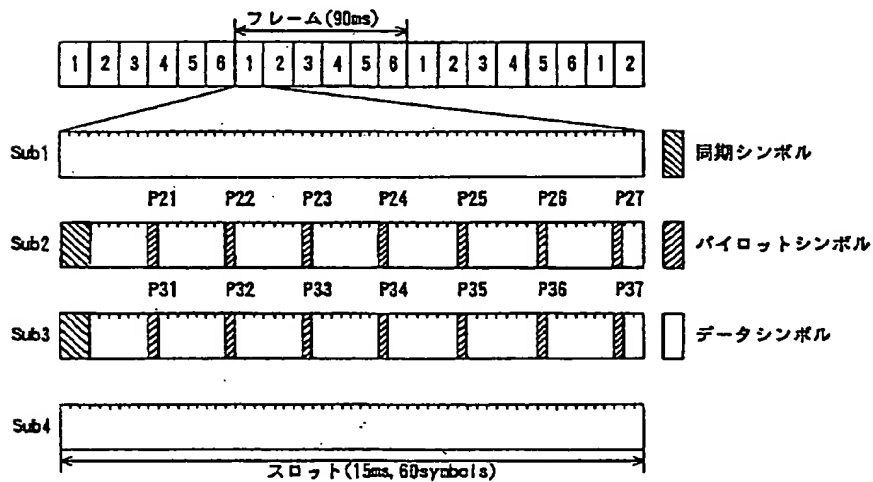 フレーム(90ms)
1 2 3 4 5 6 1 2 3 4 5 6 1 2 3 4 5 6 1 2
Sub1
同期シンボル
P21 P22 P23 P24 P25 P26 P27
Sub2
パイロットシンボル
P31 P32 P33 P34 P35 P36 P37
Sub3
データシンボル
Sub4
スロット(15ms,60symbols)